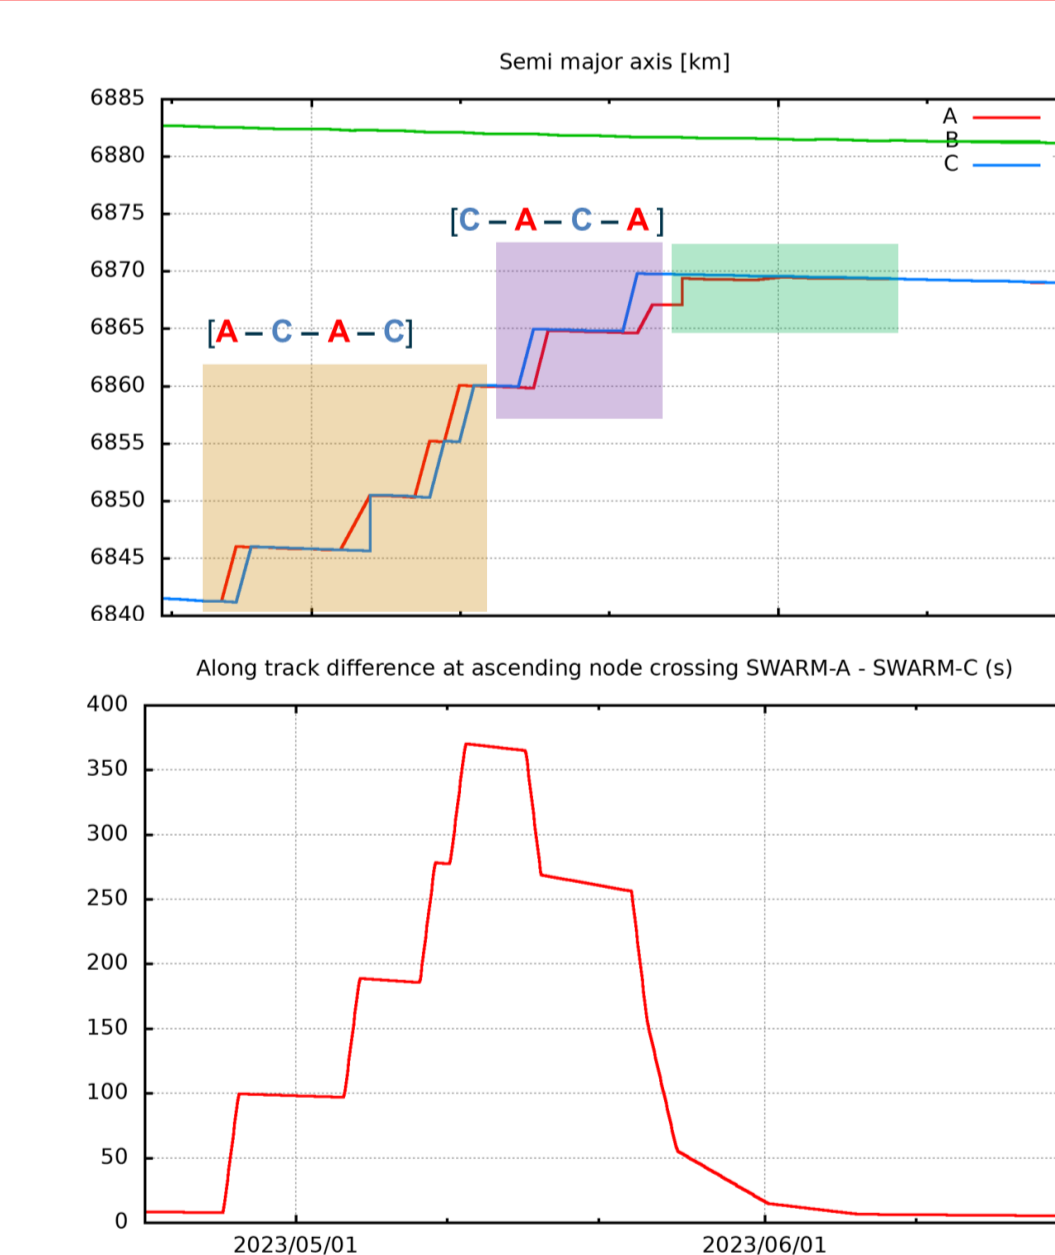 Semi major axis [km]
6885
6880
6875
6870
6865
6860
6855
6850
6845
6840
A
B
C
[C – A – C – A ]
[A – C – A – C]
Along track difference at ascending node crossing SWARM-A - SWARM-C (s)
400
350
300
250
200
150
100
50
0
2023/05/01 2023/06/01